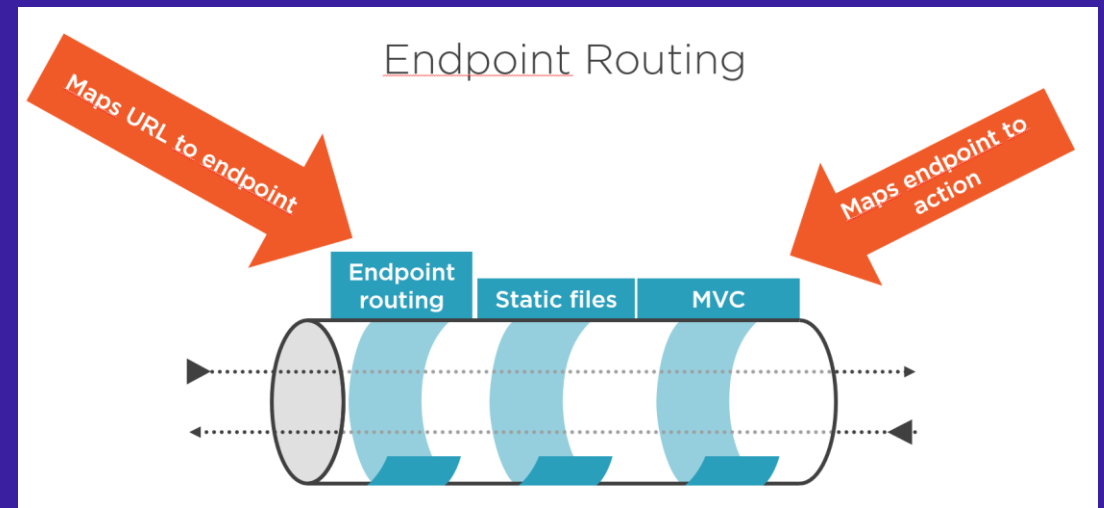 Endpoint Routing
Maps URL to endpoint
Maps endpoint to
action
Endpoint
routing
Static files
MVC